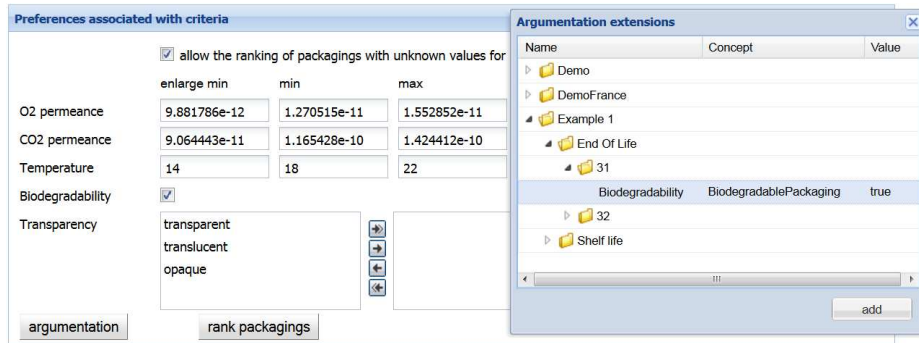 Preferences associated with criteria
allow the ranking of packagings with unknown values for
enlarge min min max
O2 permeance 9.881786e-12 1.270515e-11 1.552852e-11
CO2 permeance 9.064443e-11 1.165428e-10 1.424412e-10
Temperature 14 18 22
Biodegradability
Transparency transparent
translucent
opaque
argumentation rank packagings
Argumentation extensions
Name Concept Value
Demo
DemoFrance
Example 1
End Of Life
31
Biodegradability BiodegradablePackaging true
32
Shelf life
add